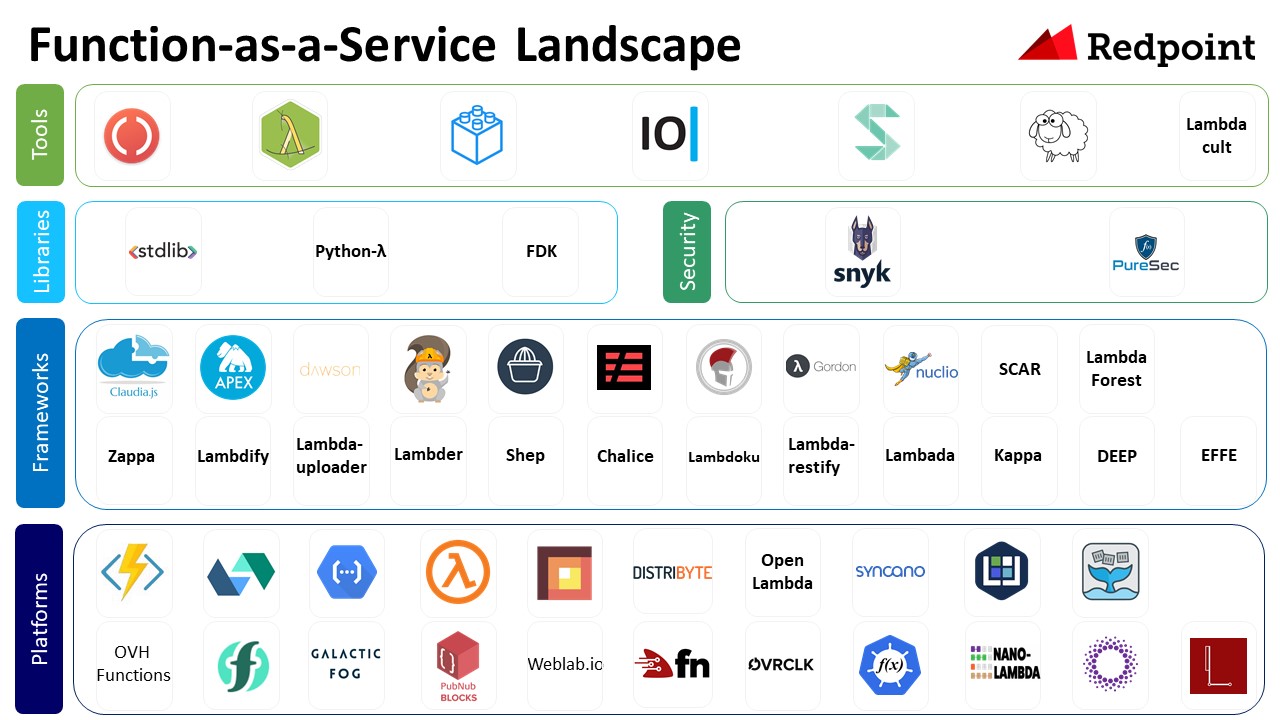 Function-as-a-Service Landscape
Redpoint
Tools
λ
IO|
Lambda
cult
Libraries
<stdlib>
Python-λ
FDK
Security
snyk
f(x)
PureSec
Frameworks
Claudia.js
APEX
dawson
λ
λ Gordon
nuclio
SCAR
Lambda
Forest
Zappa
Lambdify
Lambda-
uploader
Lambder
Shep
Chalice
Lambdoku
Lambda-
restify
Lambada
Kappa
DEEP
EFFE
Platforms
λ
DISTRIBYTE
Open
Lambda
syncano
OVH
Functions
f
GALACTIC
FOG
PubNub
BLOCKS
Weblab.io
fn
OVRCLK
f(x)
NANO-
LAMBDA
L